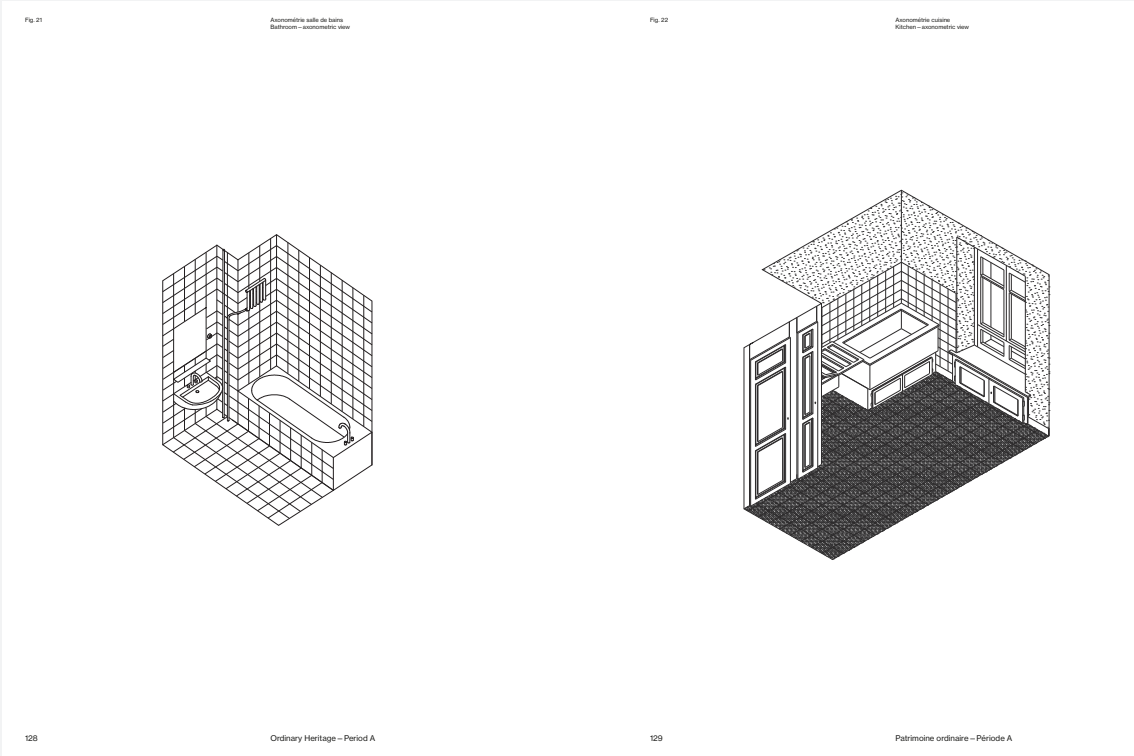 Fig. 21
Axonométrie salle de bains
Bathroom – axonometric view
Fig. 22
Axonométrie cuisine
Kitchen – axonometric view
128
Ordinary Heritage – Period A
129
Patrimoine ordinaire – Période A